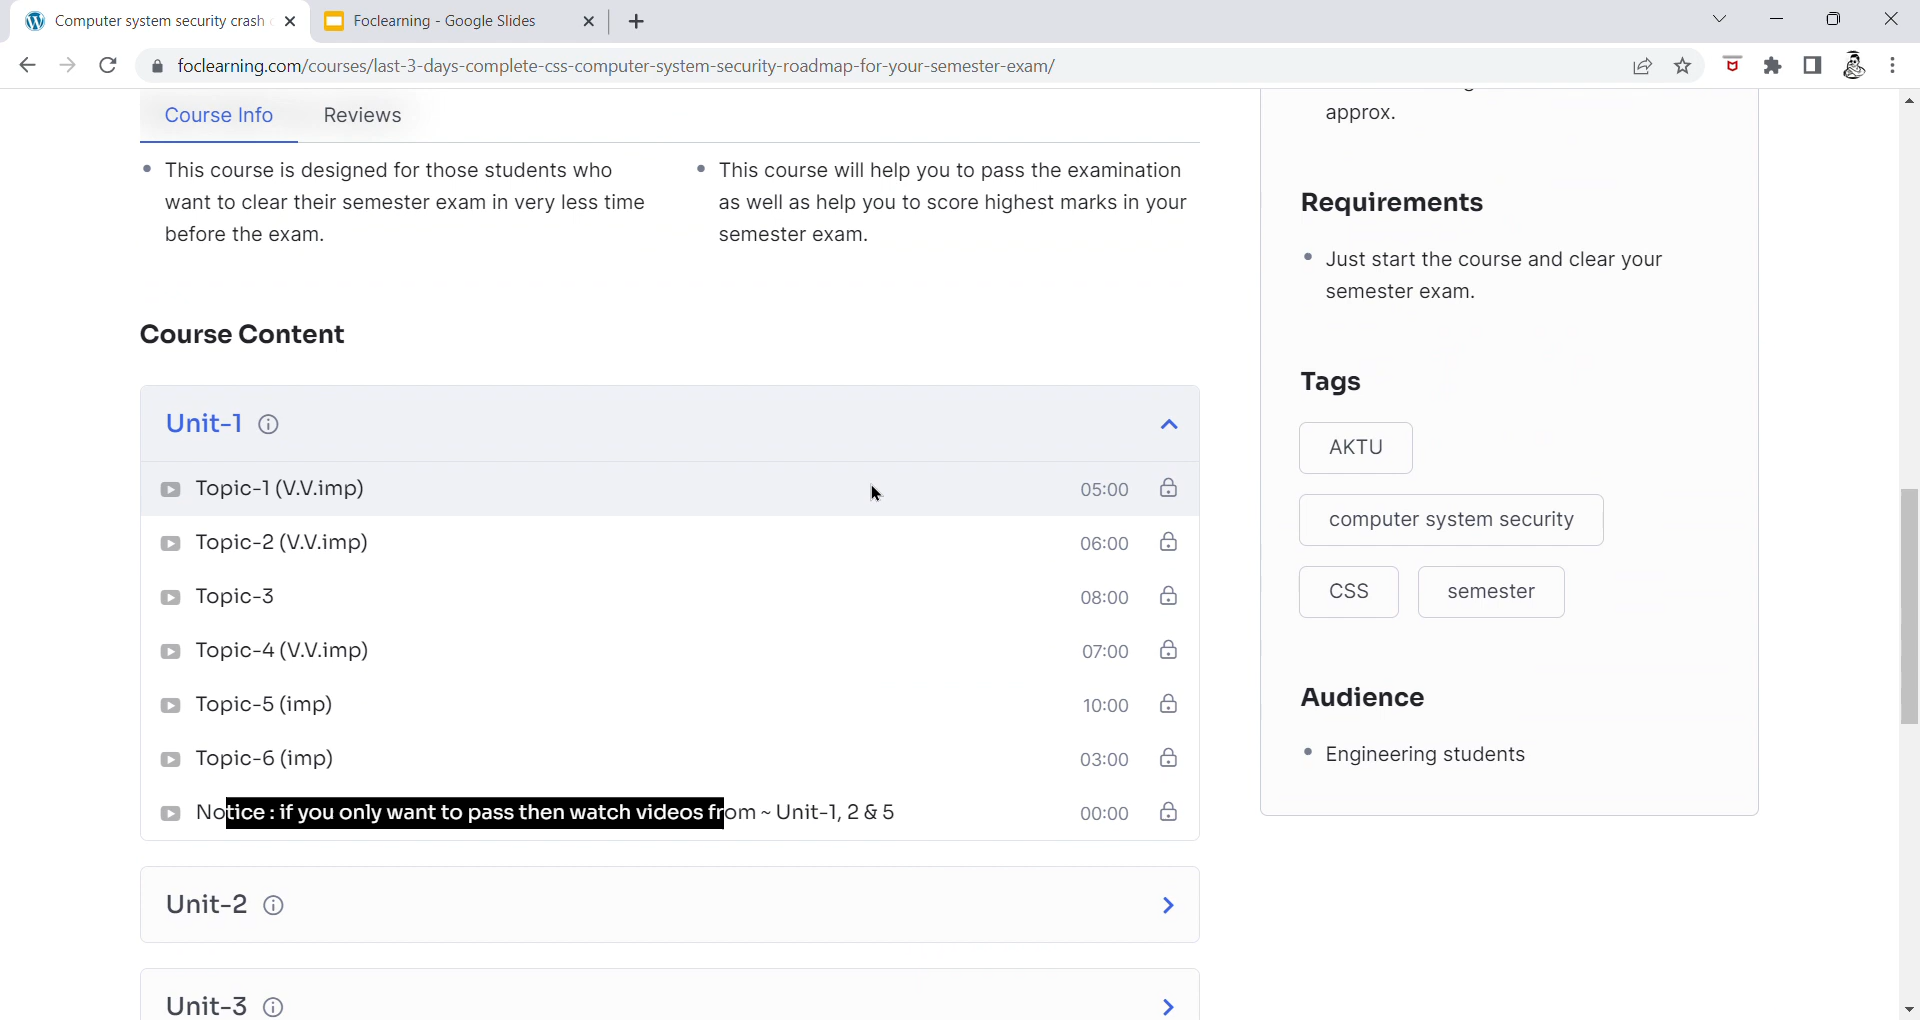 Computer system security crash
Foclearning - Google Slides
foclearning.com/courses/last-3-days-complete-css-computer-system-security-roadmap-for-your-semester-exam/
Course Info
Reviews
This course is designed for those students who
want to clear their semester exam in very less time
before the exam.
This course will help you to pass the examination
as well as help you to score highest marks in your
semester exam.
Course Content
Unit-1
Topic-1 (V.V.imp)
05:00
Topic-2 (V.V.imp)
06:00
Topic-3
08:00
Topic-4 (V.V.imp)
07:00
Topic-5 (imp)
10:00
Topic-6 (imp)
03:00
Notice : if you only want to pass then watch videos from ~ Unit-1, 2 & 5
00:00
Unit-2
Unit-3
approx.
Requirements
Just start the course and clear your
semester exam.
Tags
AKTU
computer system security
CSS
semester
Audience
Engineering students